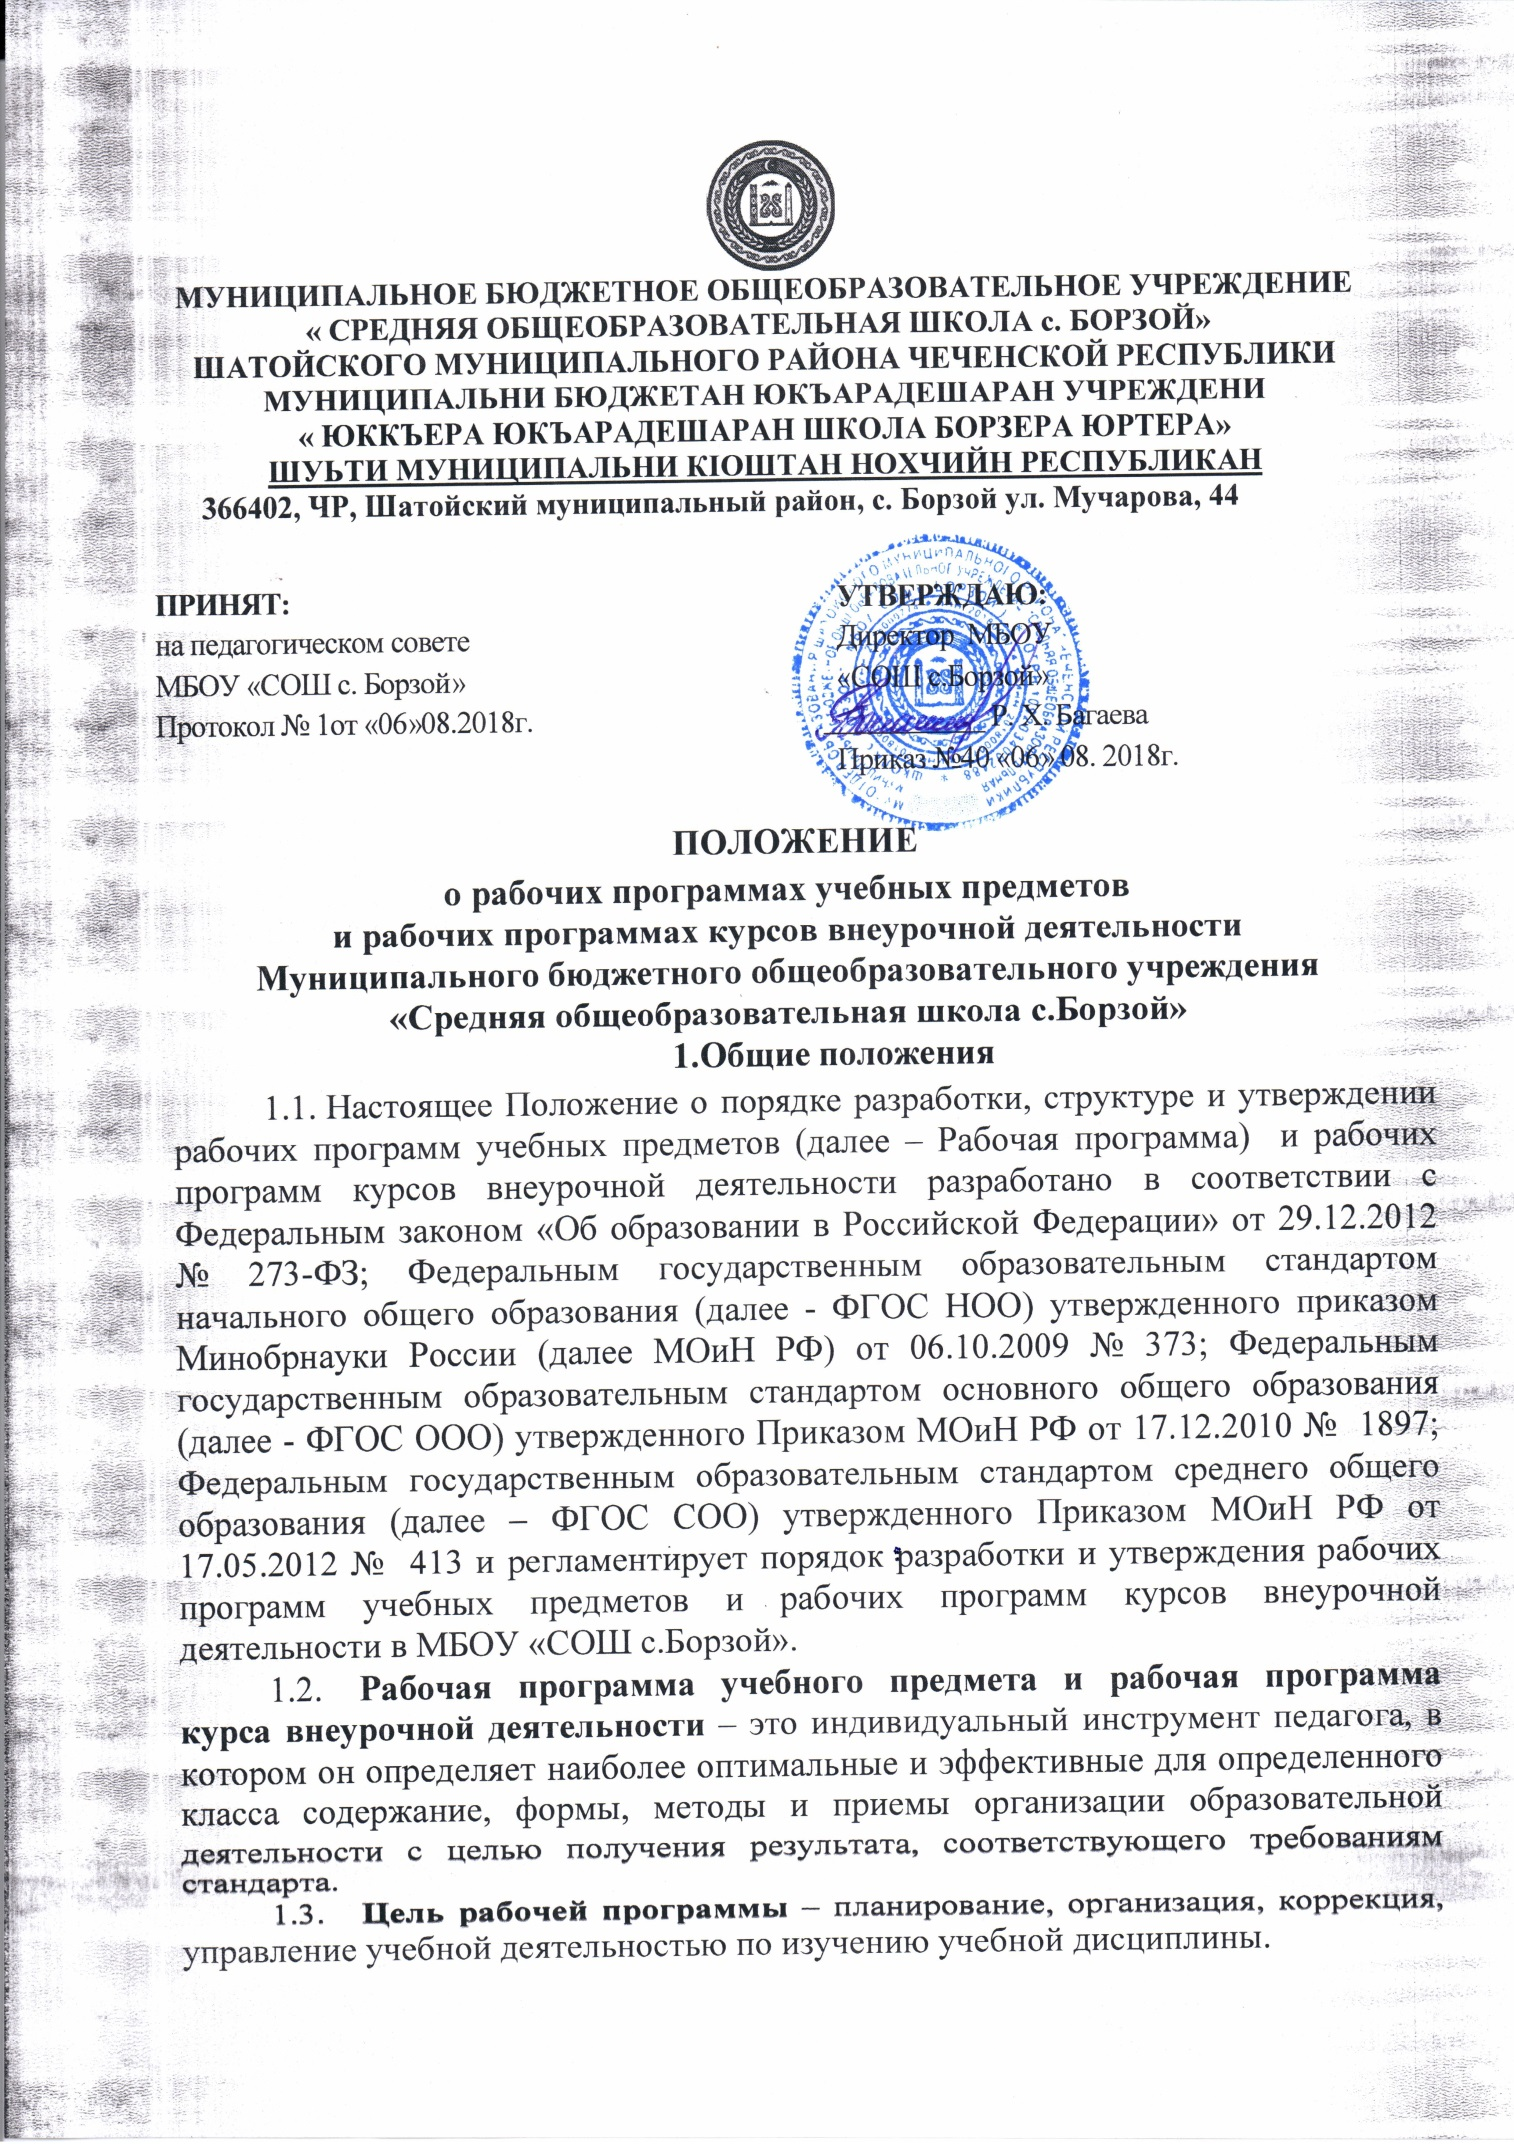 МУНИЦИПАЛЬНОЕ БЮДЖЕТНОЕ ОБЩЕОБРАЗОВАТЕЛЬНОЕ УЧРЕЖДЕНИЕ
« СРЕДНЯЯ ОБЩЕОБРАЗОВАТЕЛЬНАЯ ШКОЛА с. БОРЗОЙ»
ШАТОЙСКОГО МУНИЦИПАЛЬНОГО РАЙОНА ЧЕЧЕНСКОЙ РЕСПУБЛИКИ
МУНИЦИПАЛЬНИ БЮДЖЕТАН ЮКЪАРАДЕШАРАН УЧРЕЖДЕНИ
« ЮККЪЕРА ЮКЪАРАДЕШАРАН ШКОЛА БОРЗЕРА ЮРТЕРА»
ШУЬТИ МУНИЦИПАЛЬНИ КIОШТАН НОХЧИЙН РЕСПУБЛИКАН
366402, ЧР, Шатойский муниципальный район, с. Борзой ул. Мучарова, 44
ПРИНЯТ:
на педагогическом совете
МБОУ «СОШ с. Борзой»
Протокол № 1от «06»08.2018г.
УТВЕРЖДАЮ:
Директор МБОУ
«СОШ с.Борзой»
Р. Х. Багаева
Приказ №40 «06» 08. 2018г.
ПОЛОЖЕНИЕ
о рабочих программах учебных предметов
и рабочих программах курсов внеурочной деятельности
Муниципального бюджетного общеобразовательного учреждения
«Средняя общеобразовательная школа с.Борзой»
1.Общие положения
1.1. Настоящее Положение о порядке разработки, структуре и утверждении
рабочих программ учебных предметов (далее – Рабочая программа) и рабочих
программ курсов внеурочной деятельности разработано в соответствии с
Федеральным законом «Об образовании в Российской Федерации» от 29.12.2012
№ 273-ФЗ; Федеральным государственным образовательным стандартом
начального общего образования (далее - ФГОС НОО) утвержденного приказом
Минобрнауки России (далее МОиН РФ) от 06.10.2009 № 373; Федеральным
государственным образовательным стандартом основного общего образования
(далее - ФГОС ООО) утвержденного Приказом МОиН РФ от 17.12.2010 № 1897;
Федеральным государственным образовательным стандартом среднего общего
образования (далее – ФГОС СОО) утвержденного Приказом МОиН РФ от
17.05.2012 № 413 и регламентирует порядок разработки и утверждения рабочих
программ учебных предметов и рабочих программ курсов внеурочной
деятельности в МБОУ «СОШ с.Борзой».
1.2. Рабочая программа учебного предмета и рабочая программа
курса внеурочной деятельности – это индивидуальный инструмент педагога, в
котором он определяет наиболее оптимальные и эффективные для определенного
класса содержание, формы, методы и приемы организации образовательной
деятельности с целью получения результата, соответствующего требованиям
стандарта.
1.3. Цель рабочей программы – планирование, организация, коррекция,
управление учебной деятельностью по изучению учебной дисциплины.